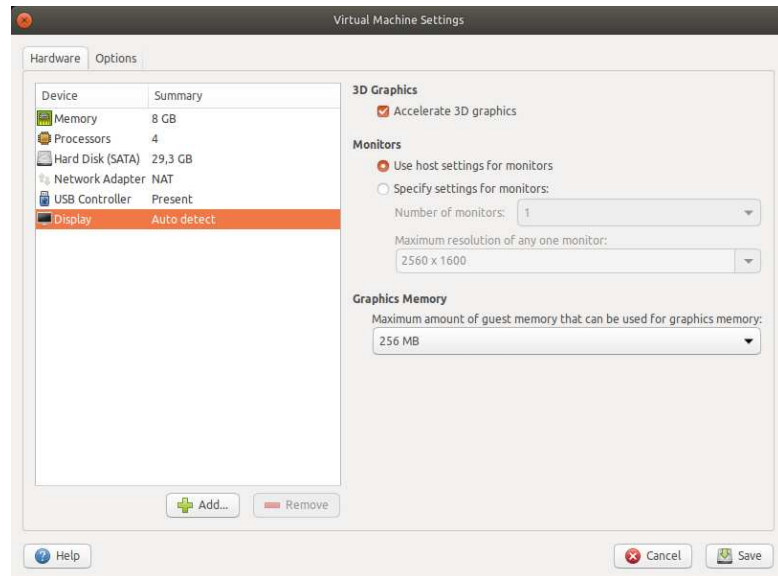 Virtual Machine Settings
Hardware Options
Device Summary
Memory 8 GB
Processors 4
Hard Disk (SATA) 29,3 GB
Network Adapter NAT
USB Controller Present
Display Auto detect
Add... Remove
3D Graphics
Accelerate 3D graphics
Monitors
Use host settings for monitors
Specify settings for monitors:
Number of monitors: 1
Maximum resolution of any one monitor:
2560 x 1600
Graphics Memory
Maximum amount of guest memory that can be used for graphics memory:
256 MB
Help Cancel Save